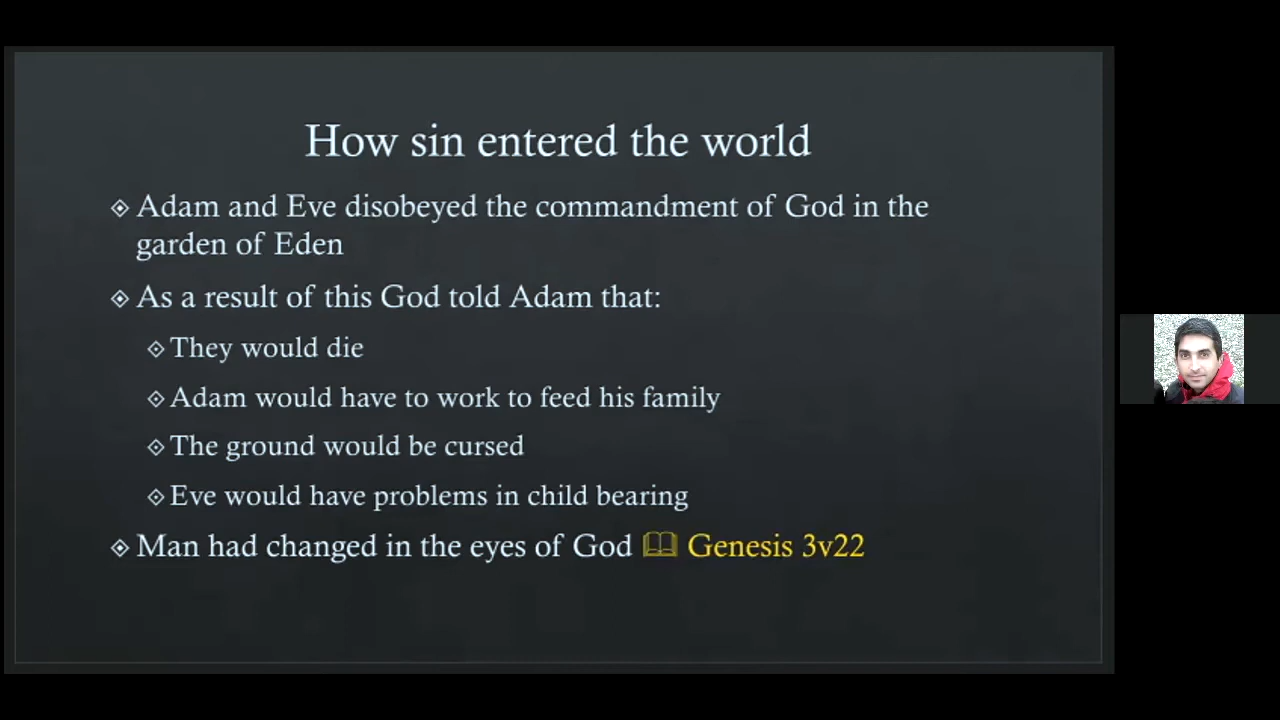 How sin entered the world
Adam and Eve disobeyed the commandment of God in the
garden of Eden
As a result of this God told Adam that:
They would die
Adam would have to work to feed his family
The ground would be cursed
Eve would have problems in child bearing
Man had changed in the eyes of God 📖 Genesis 3v22